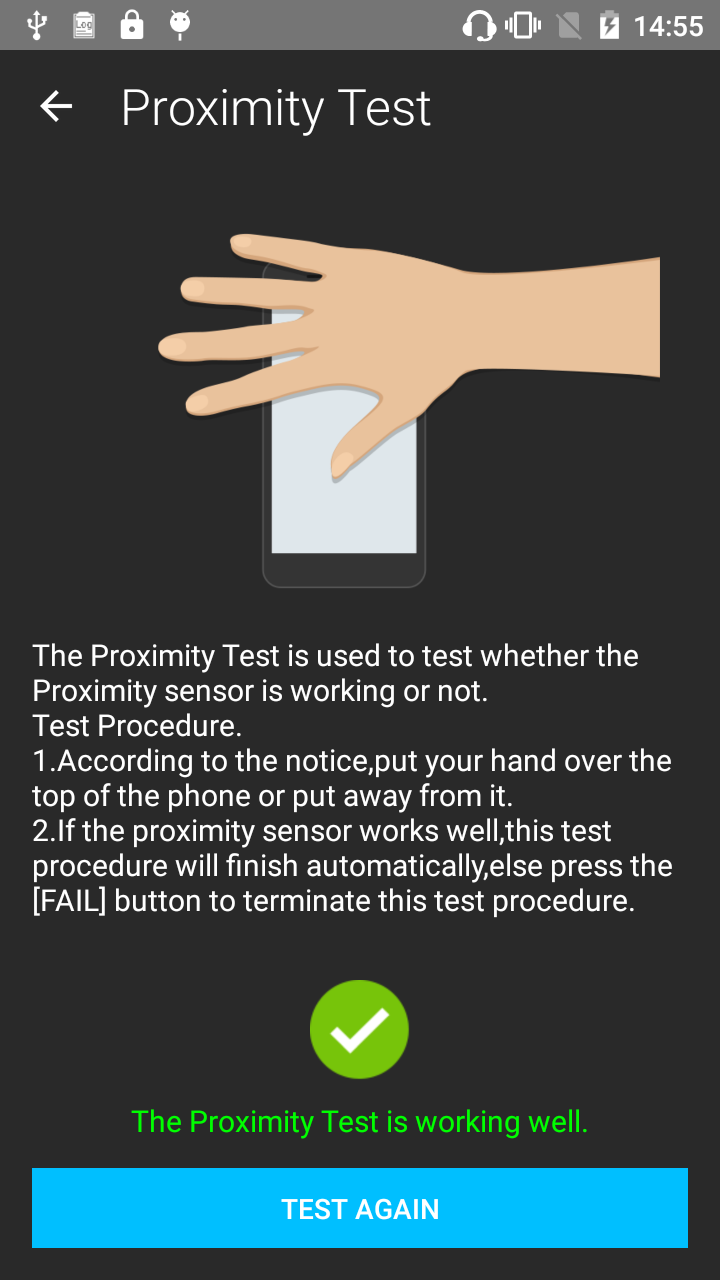 Log
14:55
Proximity Test
The Proximity Test is used to test whether the
Proximity sensor is working or not.
Test Procedure.
1.According to the notice,put your hand over the
top of the phone or put away from it.
2.If the proximity sensor works well,this test
procedure will finish automatically,else press the
[FAIL] button to terminate this test procedure.
The Proximity Test is working well.
TEST AGAIN